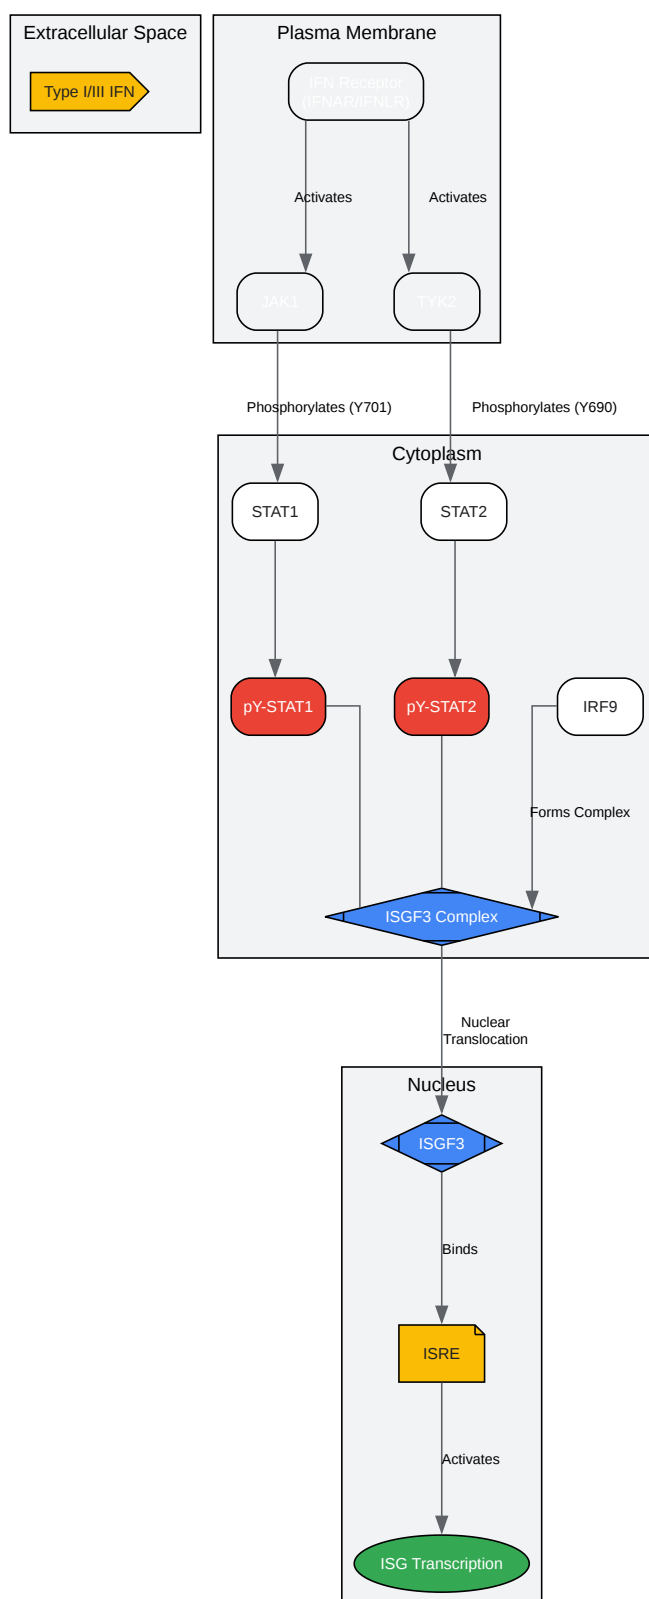 Extracellular Space
Type I/III IFN
Plasma Membrane
IFN Receptor
(IFNAR/IFNLR)
Activates
Activates
JAK1
TYK2
Phosphorylates (Y701)
Phosphorylates (Y690)
Cytoplasm
STAT1
STAT2
pY-STAT1
pY-STAT2
IRF9
Forms Complex
ISGF3 Complex
Nuclear
Translocation
Nucleus
ISGF3
Binds
ISRE
Activates
ISG Transcription